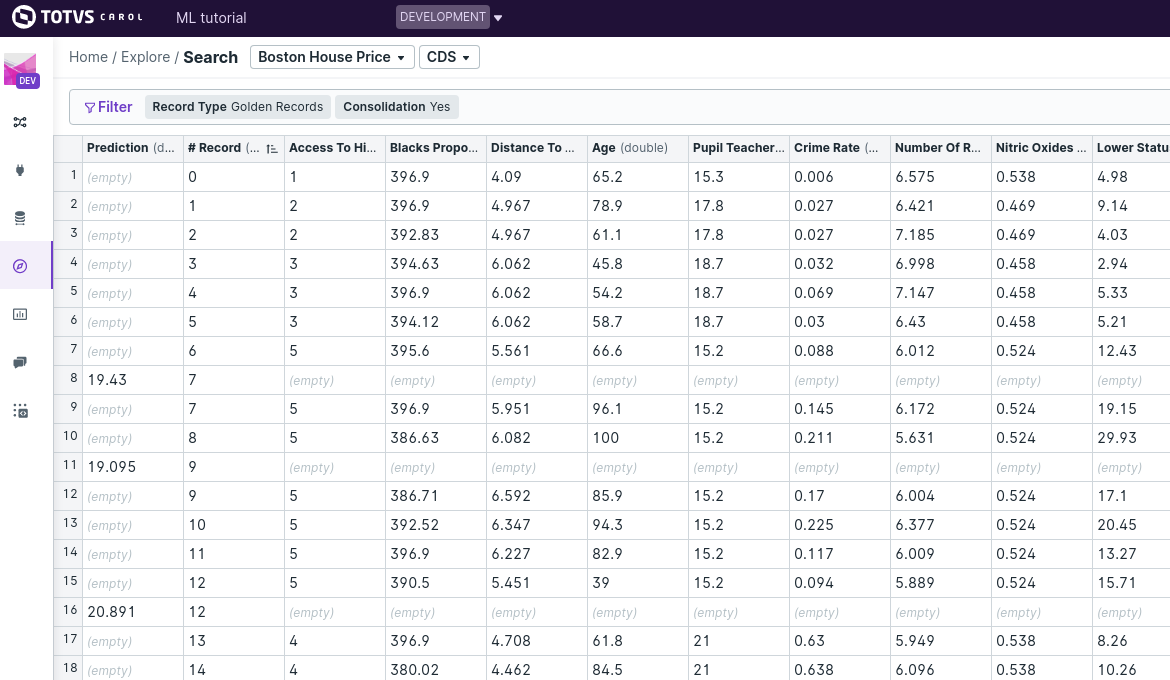 TOTVS CAROL ML tutorial DEVELOPMENT
DEV
Home / Explore / Search Boston House Price CDS
Filter Record Type Golden Records Consolidation Yes
Prediction (d... # Record (... Access To Hi... Blacks Propo... Distance To ... Age (double) Pupil Teacher... Crime Rate (... Number Of R... Nitric Oxides ... Lower Statu
1 (empty) 0 1 396.9 4.09 65.2 15.3 0.006 6.575 0.538 4.98
2 (empty) 1 2 396.9 4.967 78.9 17.8 0.027 6.421 0.469 9.14
3 (empty) 2 2 392.83 4.967 61.1 17.8 0.027 7.185 0.469 4.03
4 (empty) 3 3 394.63 6.062 45.8 18.7 0.032 6.998 0.458 2.94
5 (empty) 4 3 396.9 6.062 54.2 18.7 0.069 7.147 0.458 5.33
6 (empty) 5 3 394.12 6.062 58.7 18.7 0.03 6.43 0.458 5.21
7 (empty) 6 5 395.6 5.561 66.6 15.2 0.088 6.012 0.524 12.43
8 19.43 7 (empty) (empty) (empty) (empty) (empty) (empty) (empty) (empty) (empty)
9 (empty) 7 5 396.9 5.951 96.1 15.2 0.145 6.172 0.524 19.15
10 (empty) 8 5 386.63 6.082 100 15.2 0.211 5.631 0.524 29.93
11 19.095 9 (empty) (empty) (empty) (empty) (empty) (empty) (empty) (empty) (empty)
12 (empty) 9 5 386.71 6.592 85.9 15.2 0.17 6.004 0.524 17.1
13 (empty) 10 5 392.52 6.347 94.3 15.2 0.225 6.377 0.524 20.45
14 (empty) 11 5 396.9 6.227 82.9 15.2 0.117 6.009 0.524 13.27
15 (empty) 12 5 390.5 5.451 39 15.2 0.094 5.889 0.524 15.71
16 20.891 12 (empty) (empty) (empty) (empty) (empty) (empty) (empty) (empty) (empty)
17 (empty) 13 4 396.9 4.708 61.8 21 0.63 5.949 0.538 8.26
18 (empty) 14 4 380.02 4.462 84.5 21 0.638 6.096 0.538 10.26